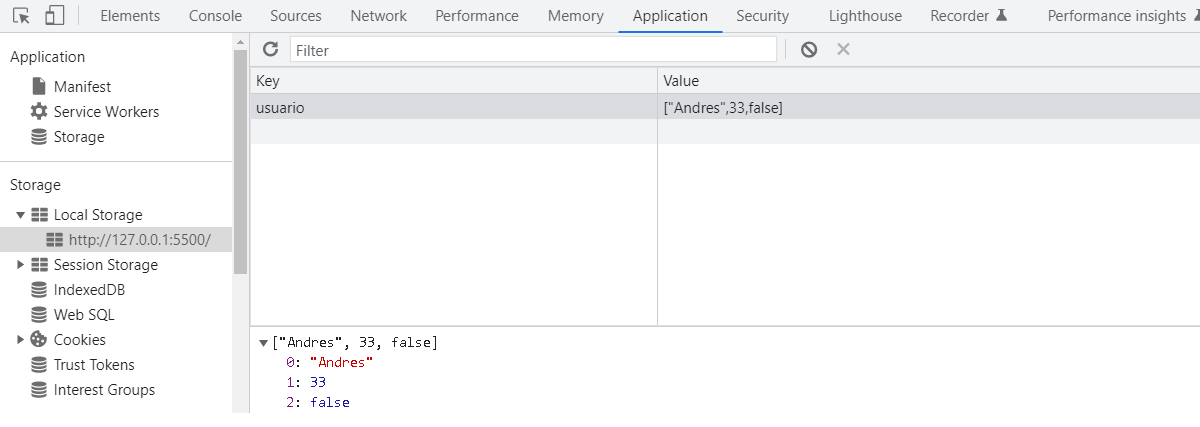 Elements Console Sources Network Performance Memory Application Security Lighthouse Recorder Performance insights
Application
Manifest
Service Workers
Storage
Storage
Local Storage
http://127.0.0.1:5500/
Session Storage
IndexedDB
Web SQL
Cookies
Trust Tokens
Interest Groups
Filter
Key Value
usuario ["Andres",33,false]
["Andres", 33, false]
0: "Andres"
1: 33
2: false